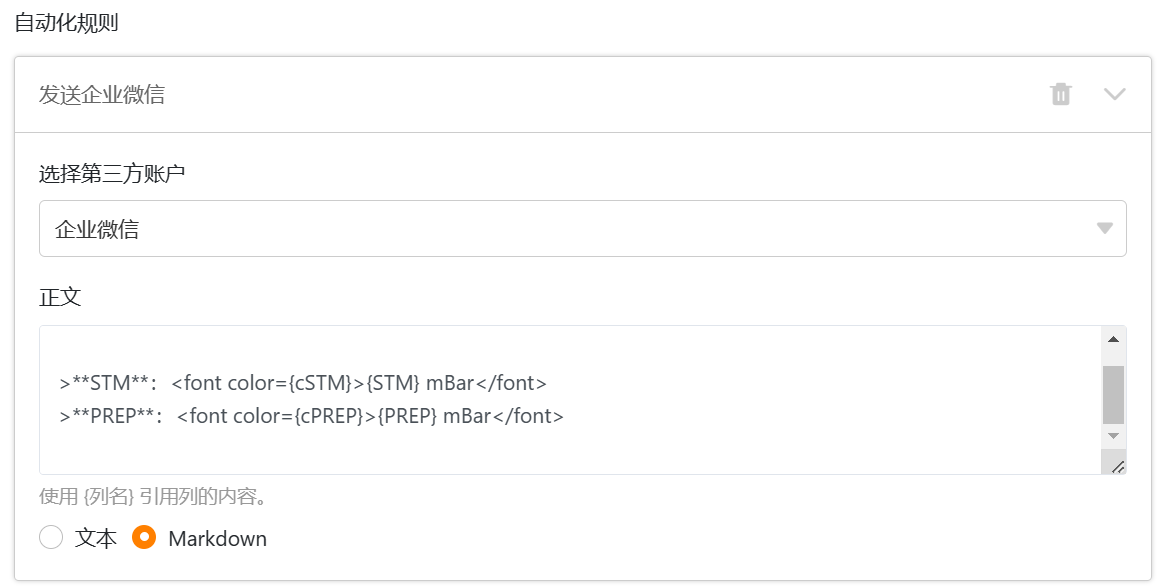 自动化规则
发送企业微信
选择第三方账户
企业微信
正文
>**STM**：<font color={cSTM}>{STM} mBar</font>
>**PREP**：<font color={cPREP}>{PREP} mBar</font>
使用 {列名} 引用列的内容。
文本 Markdown